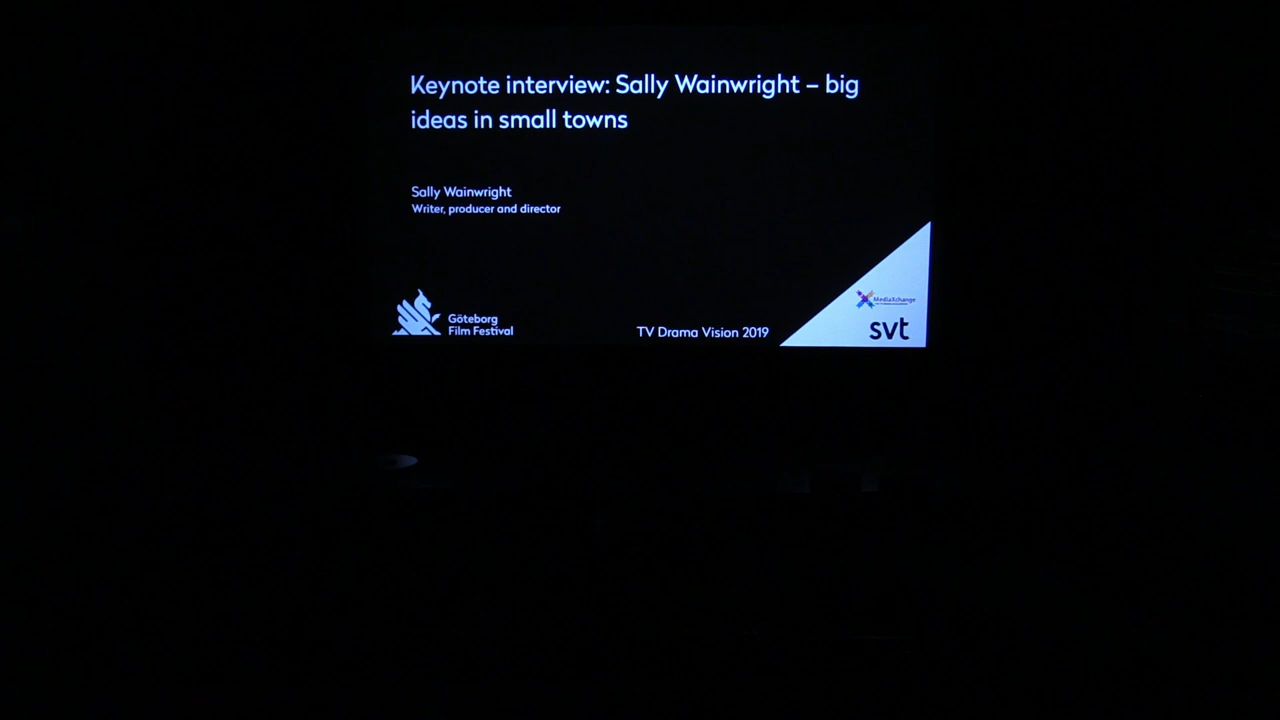 Keynote interview: Sally Wainwright – big
ideas in small towns
Sally Wainwright
Writer, producer and director
Göteborg
Film Festival
TV Drama Vision 2019
MediaXchange
svt